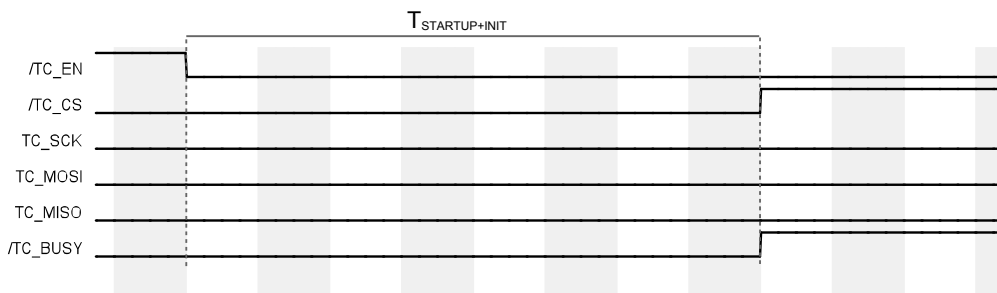 TSTARTUP+INIT
/TC_EN
/TC_CS
TC_SCK
TC_MOSI
TC_MISO
/TC_BUSY